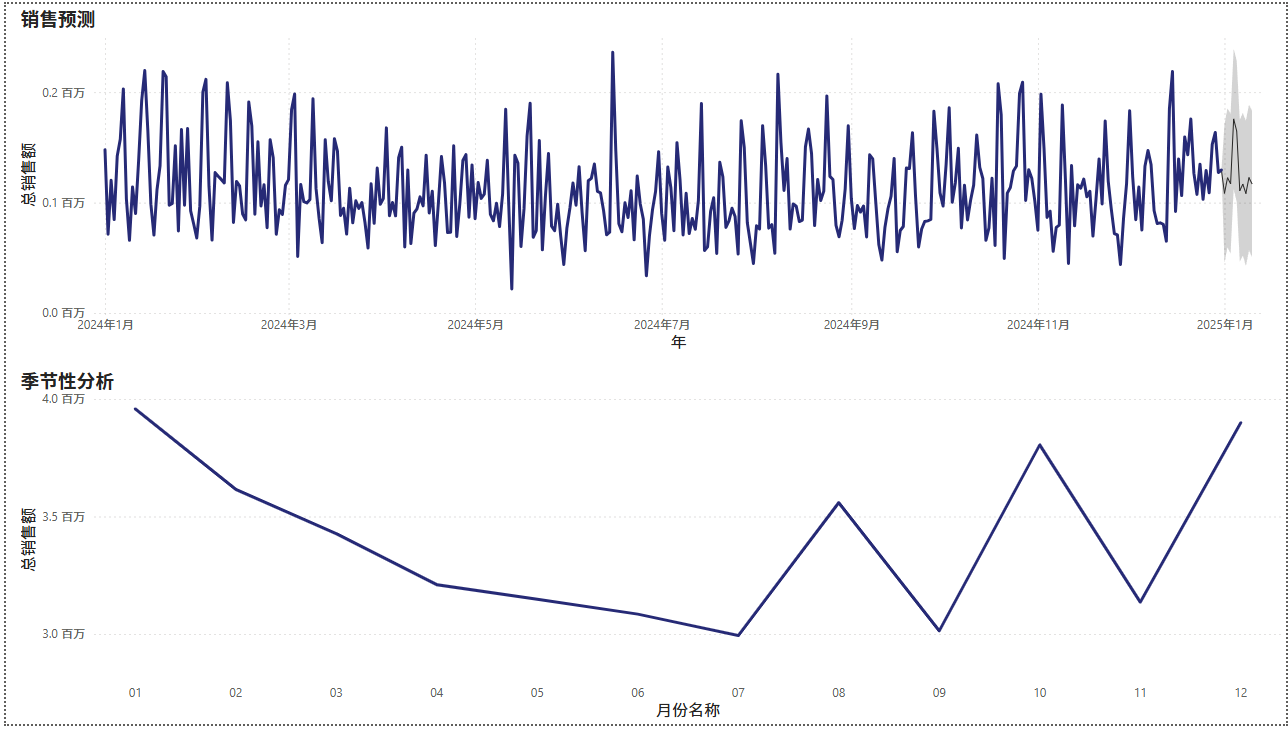 销售预测
0.2 百万
0.1 百万
0.0 百万
总销售额
2024年1月 2024年3月 2024年5月 2024年7月 2024年9月 2024年11月 2025年1月
年
季节性分析
4.0 百万
3.5 百万
3.0 百万
总销售额
01 02 03 04 05 06 07 08 09 10 11 12
月份名称